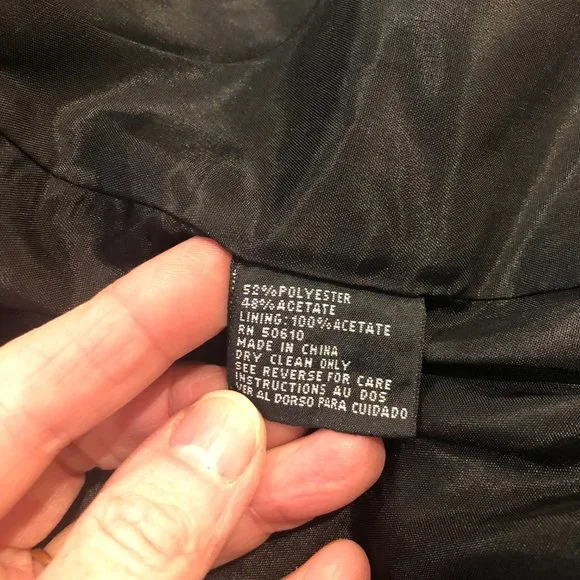 52%POLYESTER
48%ACETATE
LINING: 100%ACETATE
RN 50610
MADE IN CHINA
DRY CLEAN ONLY
SEE REVERSE FOR CARE
INSTRUCTIONS AU DOS
VER AL DORSO PARA CUIDADO